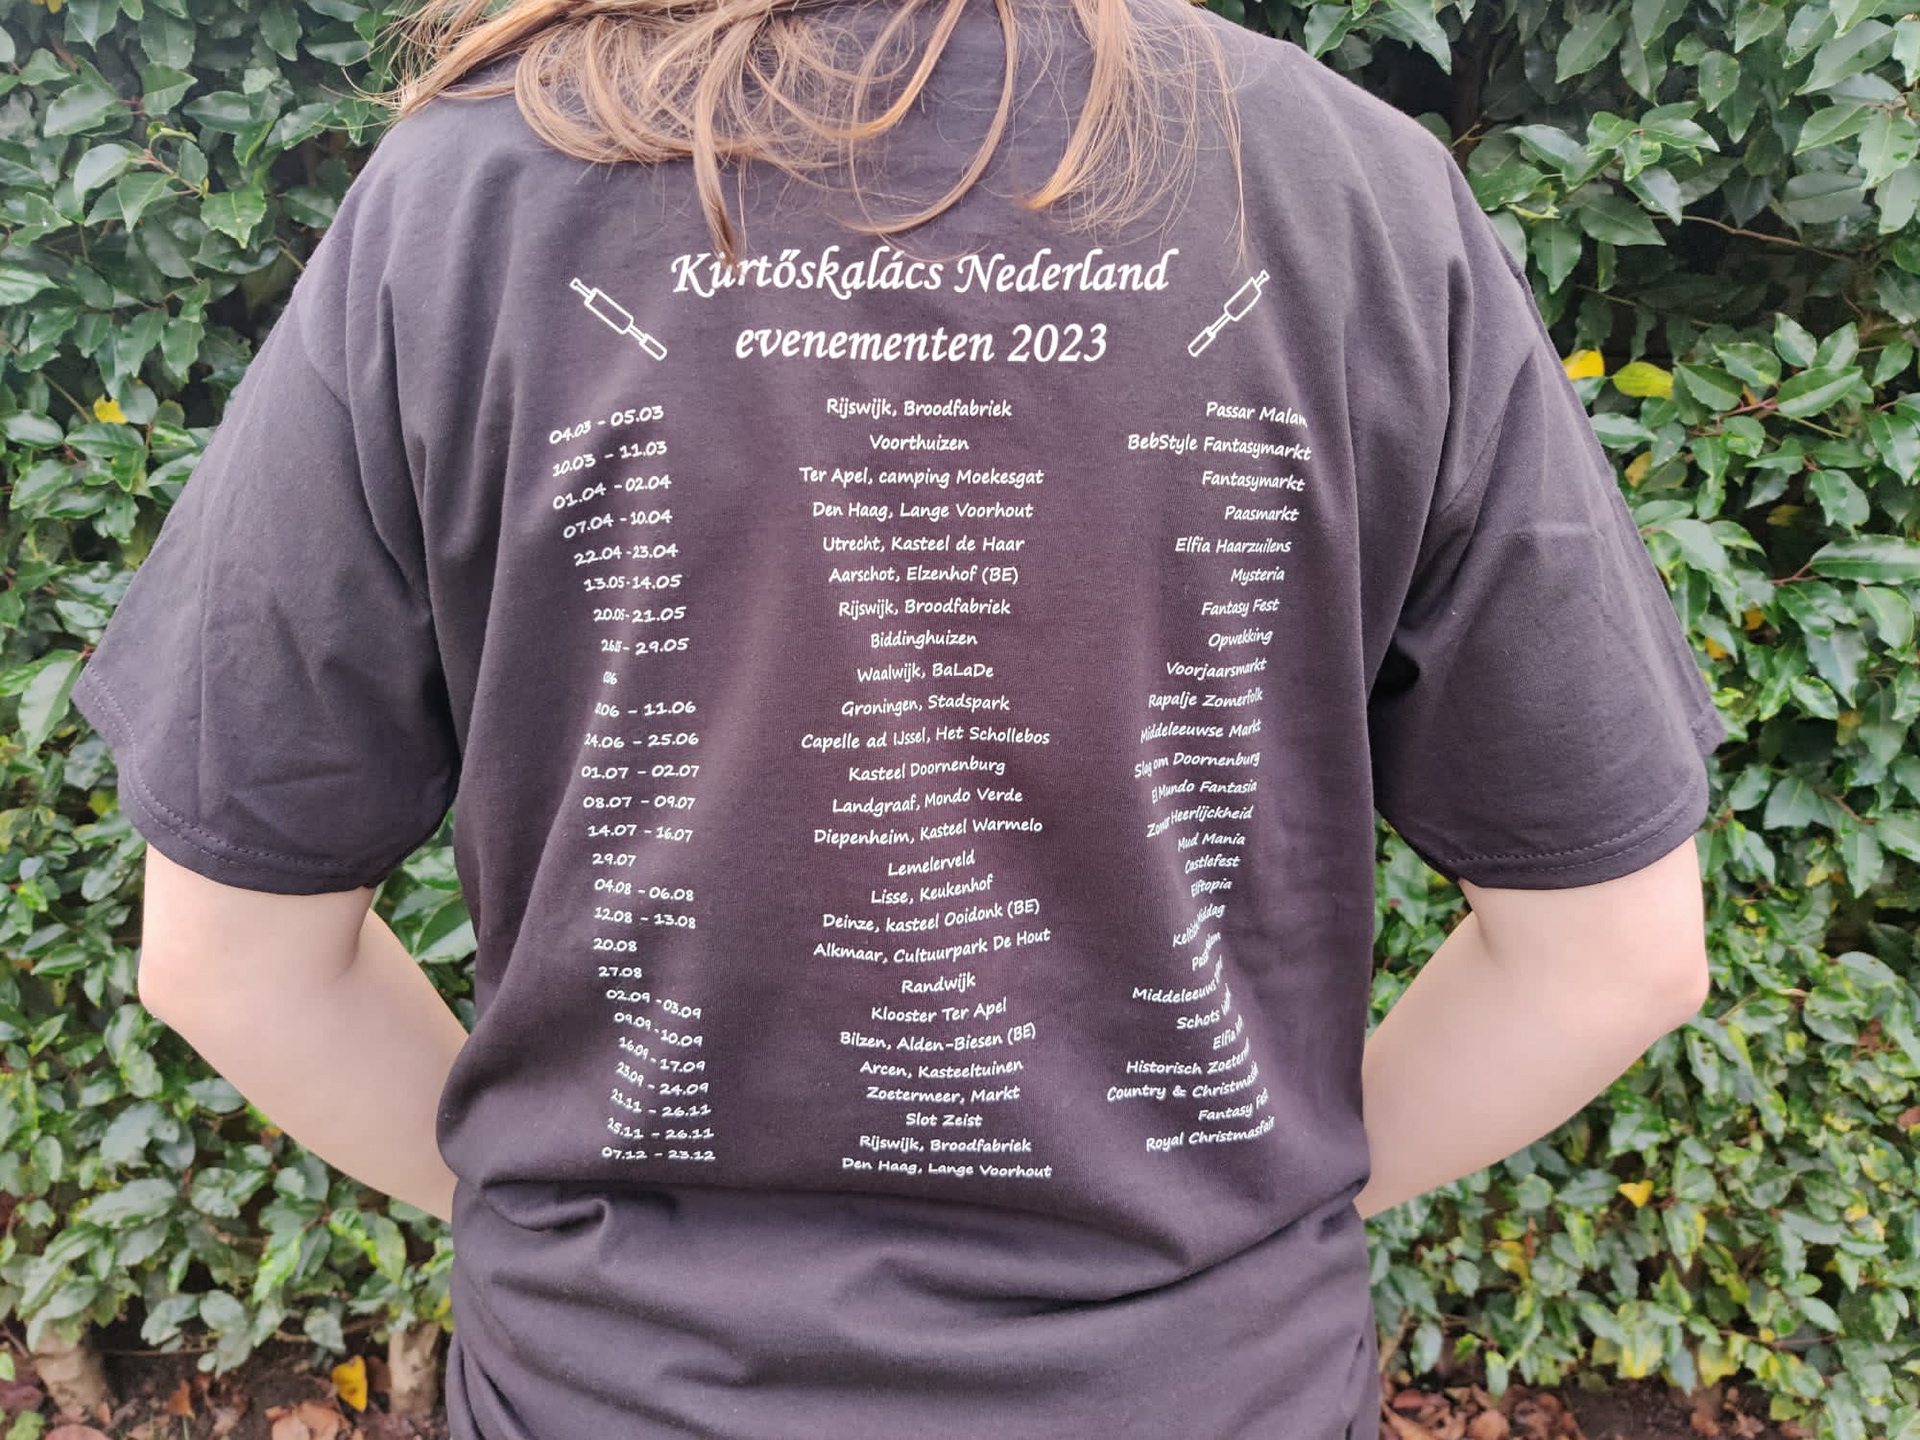 Kürtőskalács Nederland
evenementen 2023
04.03 - 05.03 Rijswijk, Broodfabriek Passar Malam
10.03 - 11.03 Voorthuizen BebStyle Fantasymarkt
01.04 - 02.04 Ter Apel, camping Moekesgat Fantasymarkt
07.04 - 10.04 Den Haag, Lange Voorhout Paasmarkt
22.04 - 23.04 Utrecht, Kasteel de Haar Elfia Haarzuilens
13.05 - 14.05 Aarschot, Elzenhof (BE) Mysteria
20.05 - 21.05 Rijswijk, Broodfabriek Fantasy Fest
- 29.05 Biddinghuizen Opwekking
Waalwijk, BaLaDe Voorjaarsmarkt
- 11.06 Groningen, Stadspark Rapalje Zomerfolk
24.06 - 25.06 Capelle ad IJssel, Het Schollebos Middeleeuwse Markt
01.07 - 02.07 Kasteel Doornenburg Slag om Doornenburg
08.07 - 09.07 Landgraaf, Mondo Verde El Mundo Fantasia
14.07 - 16.07 Diepenheim, Kasteel Warmelo Heerlijckheid
29.07 Lemelerveld Mud Mania
04.08 - 06.08 Lisse, Keukenhof Castlefest
12.08 - 13.08 Deinze, kasteel Ooidonk (BE) Elftopia
20.08 Alkmaar, Cultuurpark De Hout
27.08 Randwijk
02.09 - 03.09 Klooster Ter Apel Middeleeuws
09.09 - 10.09 Bilzen, Alden-Biesen (BE) Schots
16.09 - 17.09 Arcen, Kasteeltuinen Elfia
23.09 - 24.09 Zoetermeer, Markt Historisch
21.11 - 26.11 Slot Zeist Country & Christmas
25.11 - 26.11 Rijswijk, Broodfabriek Fantasy Fest
07.12 - 23.12 Den Haag, Lange Voorhout Royal Christmasfair